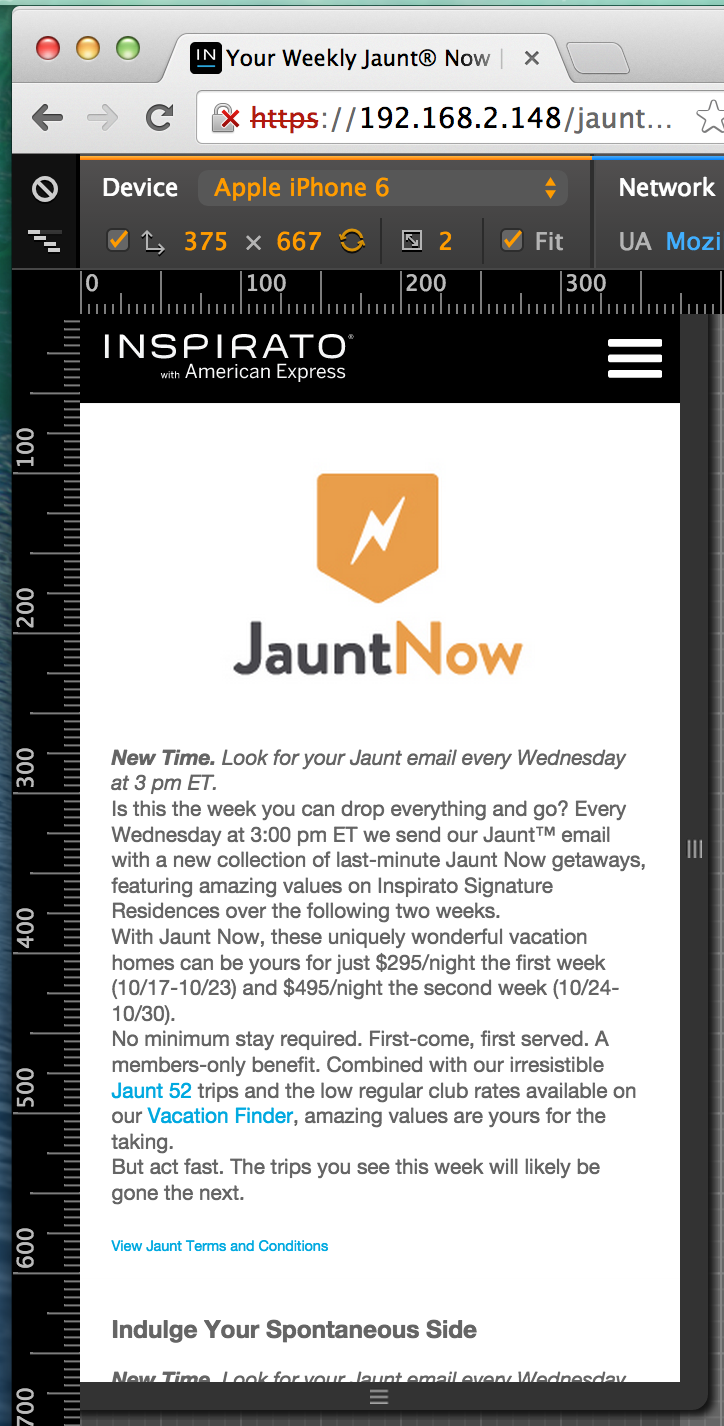 IN Your Weekly Jaunt® Now
https://192.168.2.148/jaunt...
Device Apple iPhone 6 Network
375 × 667 2 Fit UA Mozi
0 100 200 300
INSPIRATO®
with American Express
100
200
JauntNow
300
New Time. Look for your Jaunt email every Wednesday
at 3 pm ET.
Is this the week you can drop everything and go? Every
Wednesday at 3:00 pm ET we send our Jaunt™ email
with a new collection of last-minute Jaunt Now getaways,
featuring amazing values on Inspirato Signature
Residences over the following two weeks.
400
With Jaunt Now, these uniquely wonderful vacation
homes can be yours for just $295/night the first week
(10/17-10/23) and $495/night the second week (10/24-
10/30).
No minimum stay required. First-come, first served. A
members-only benefit. Combined with our irresistible
500
Jaunt 52 trips and the low regular club rates available on
our Vacation Finder, amazing values are yours for the
taking.
But act fast. The trips you see this week will likely be
gone the next.
600
View Jaunt Terms and Conditions
Indulge Your Spontaneous Side
New Time. Look for your Jaunt email every Wednesday
700